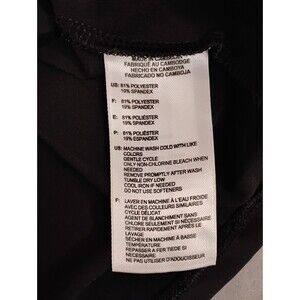 MADE IN CAMBODIA
FABRIQUÉ AU CAMBODGE
HECHO EN CAMBOYA
FABRICADO NO CAMBOJA
US: 81% POLYESTER
19% SPANDEX
F: 81% POLYESTER
19% SPANDEX
E: 81% POLIÉSTER
19% SPANDEX
P: 81% POLIÉSTER
19% ESPANDEX
US: MACHINE WASH COLD WITH LIKE
COLORS
GENTLE CYCLE
ONLY NON-CHLORINE BLEACH WHEN
NEEDED
REMOVE PROMPTLY AFTER WASH
TUMBLE DRY LOW
COOL IRON IF NEEDED
DO NOT USE SOFTENERS
F: LAVER EN MACHINE À L'EAU FROIDE
AVEC DES COULEURS SIMILAIRES
CYCLE DÉLICAT
AGENT DE BLANCHIMENT SANS
CHLORE SEULEMENT SI NÉCESSAIRE
RETIRER RAPIDEMENT APRÈS LE
LAVAGE
SÉCHER EN MACHINE À BASSE
TEMPÉRATURE
REPASSER À FER TIÈDE SI
NÉCESSAIRE
NE PAS UTILISER D'ADOUCISSEUR